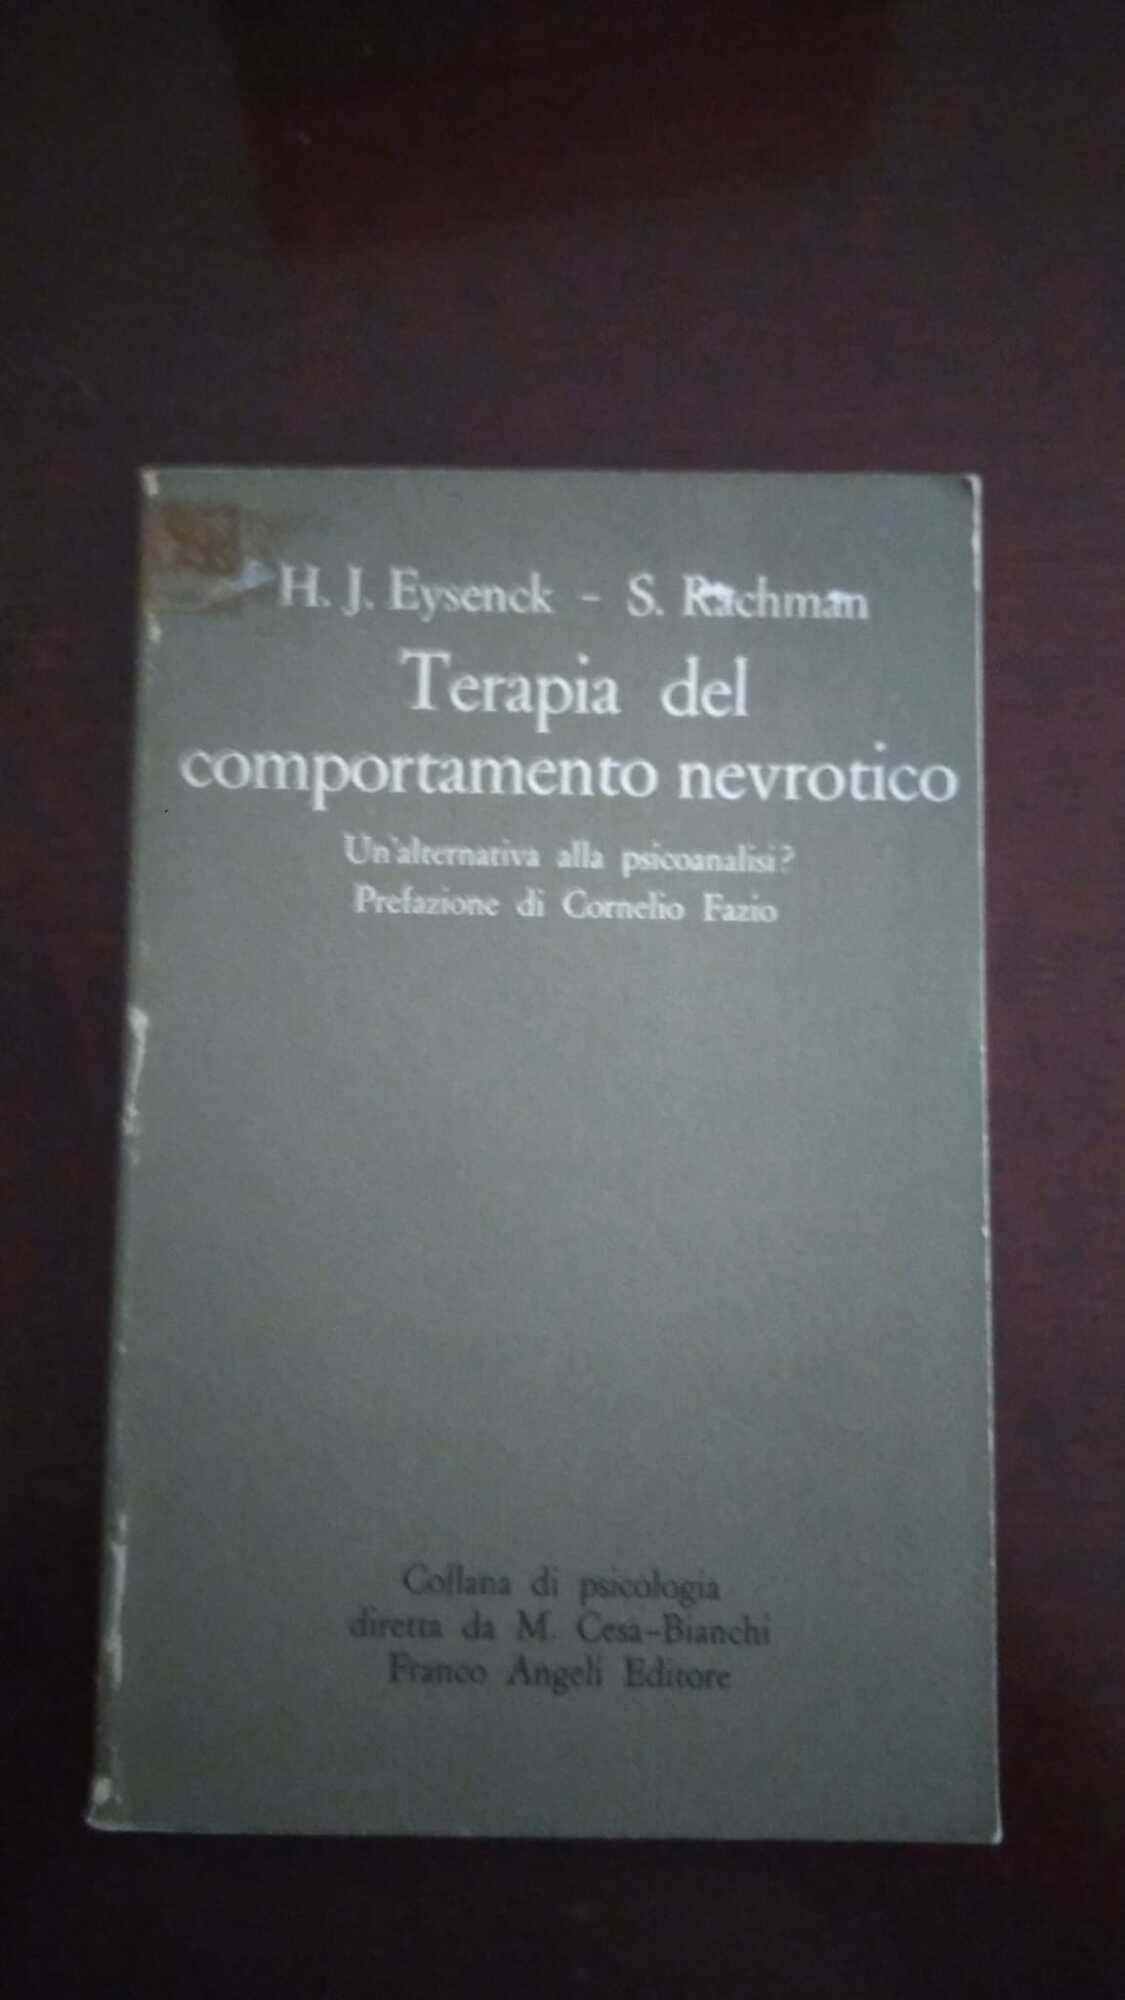 H. J. Eysenck - S. Rachman
Terapia del
comportamento nevrotico
Un'alternativa alla psicoanalisi?
Prefazione di Cornelio Fazio
Collana di psicologia
diretta da M. Cesa-Bianchi
Franco Angeli Editore